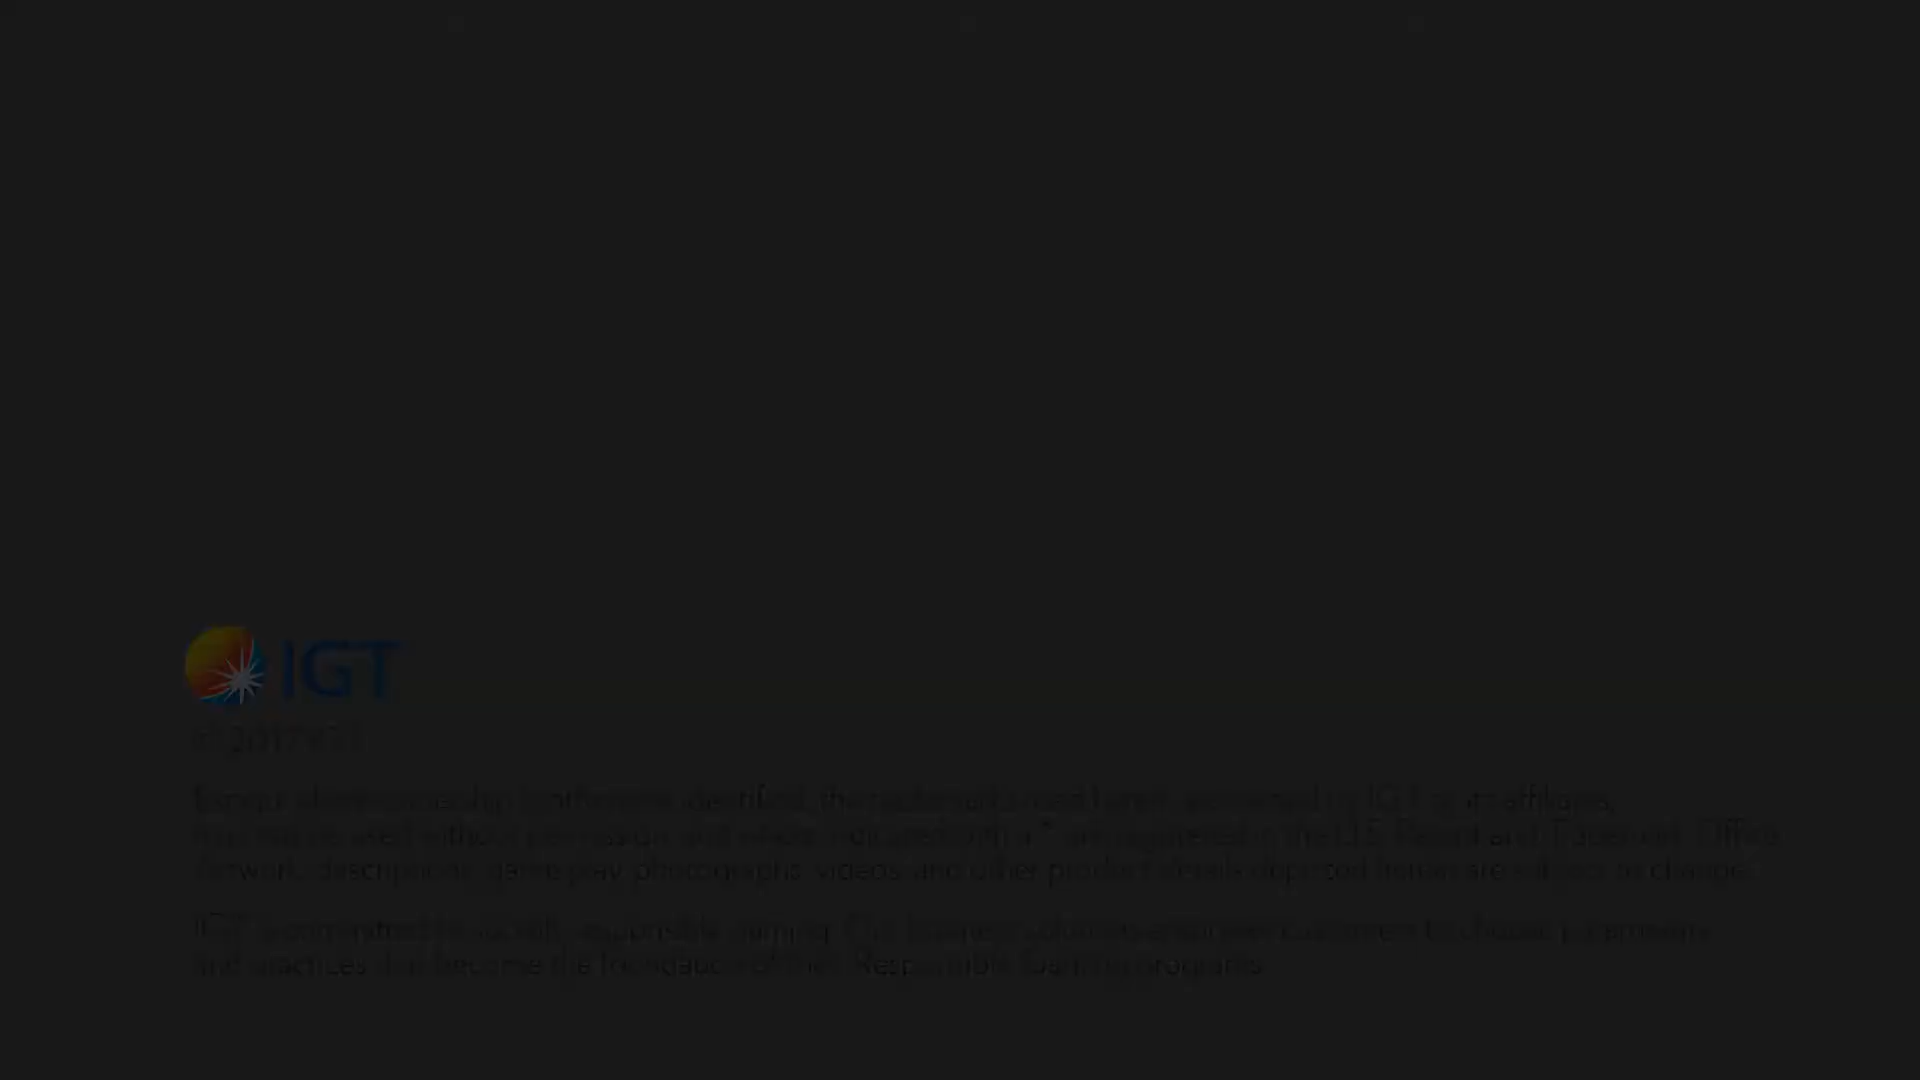 IGT
© 2017 IGT
Except where ownership is otherwise identified, the trademarks used herein are owned by IGT or its affiliates,
may not be used without permission, and where indicated with a ® are registered in the U.S. Patent and Trademark Office.
Artwork, descriptions, game play, photographs, videos, and other product details depicted herein are subject to change.
IGT is committed to socially responsible gaming. Our business solutions empower customers to choose parameters
and practices that become the foundation of their Responsible Gaming programs.